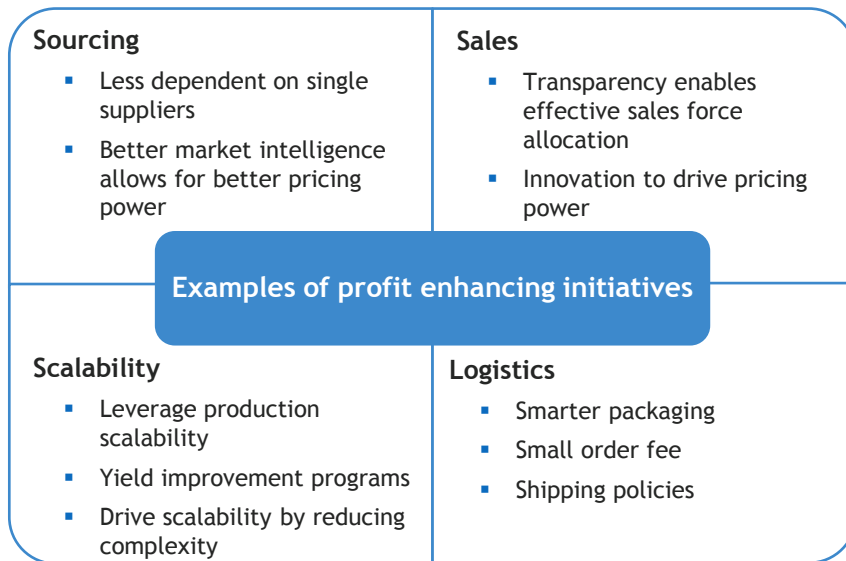 Sourcing
▪ Less dependent on single
suppliers
▪ Better market intelligence
allows for better pricing
power
Sales
▪ Transparency enables
effective sales force
allocation
▪ Innovation to drive pricing
power
Examples of profit enhancing initiatives
Scalability
▪ Leverage production
scalability
▪ Yield improvement programs
▪ Drive scalability by reducing
complexity
Logistics
▪ Smarter packaging
▪ Small order fee
▪ Shipping policies